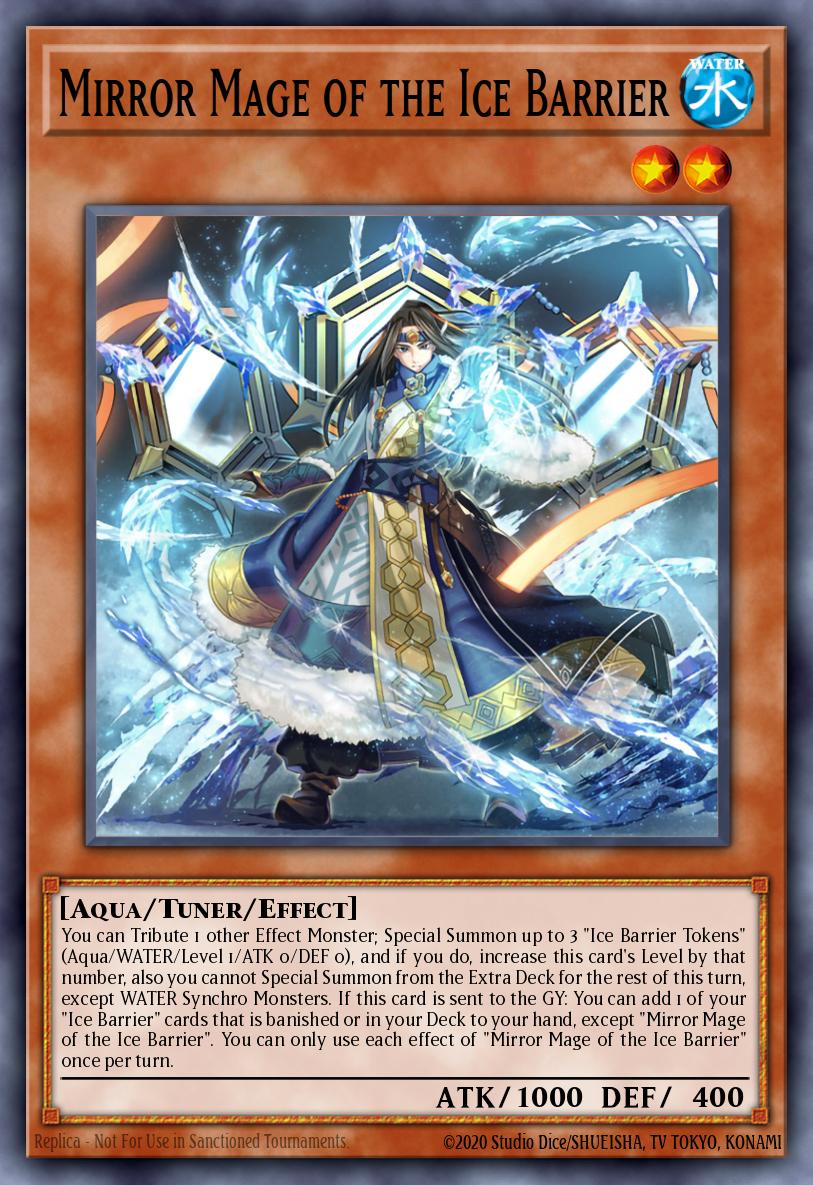 Mirror Mage of the Ice Barrier
WATER
水
[Aqua/Tuner/Effect]
You can Tribute 1 other Effect Monster; Special Summon up to 3 "Ice Barrier Tokens"
(Aqua/WATER/Level 1/ATK 0/DEF 0), and if you do, increase this card's Level by that
number, also you cannot Special Summon from the Extra Deck for the rest of this turn,
except WATER Synchro Monsters. If this card is sent to the GY: You can add 1 of your
"Ice Barrier" cards that is banished or in your Deck to your hand, except "Mirror Mage
of the Ice Barrier". You can only use each effect of "Mirror Mage of the Ice Barrier"
once per turn.
ATK/1000 DEF/ 400
Replica - Not For Use in Sanctioned Tournaments. ©2020 Studio Dice/SHUEISHA, TV TOKYO, KONAMI